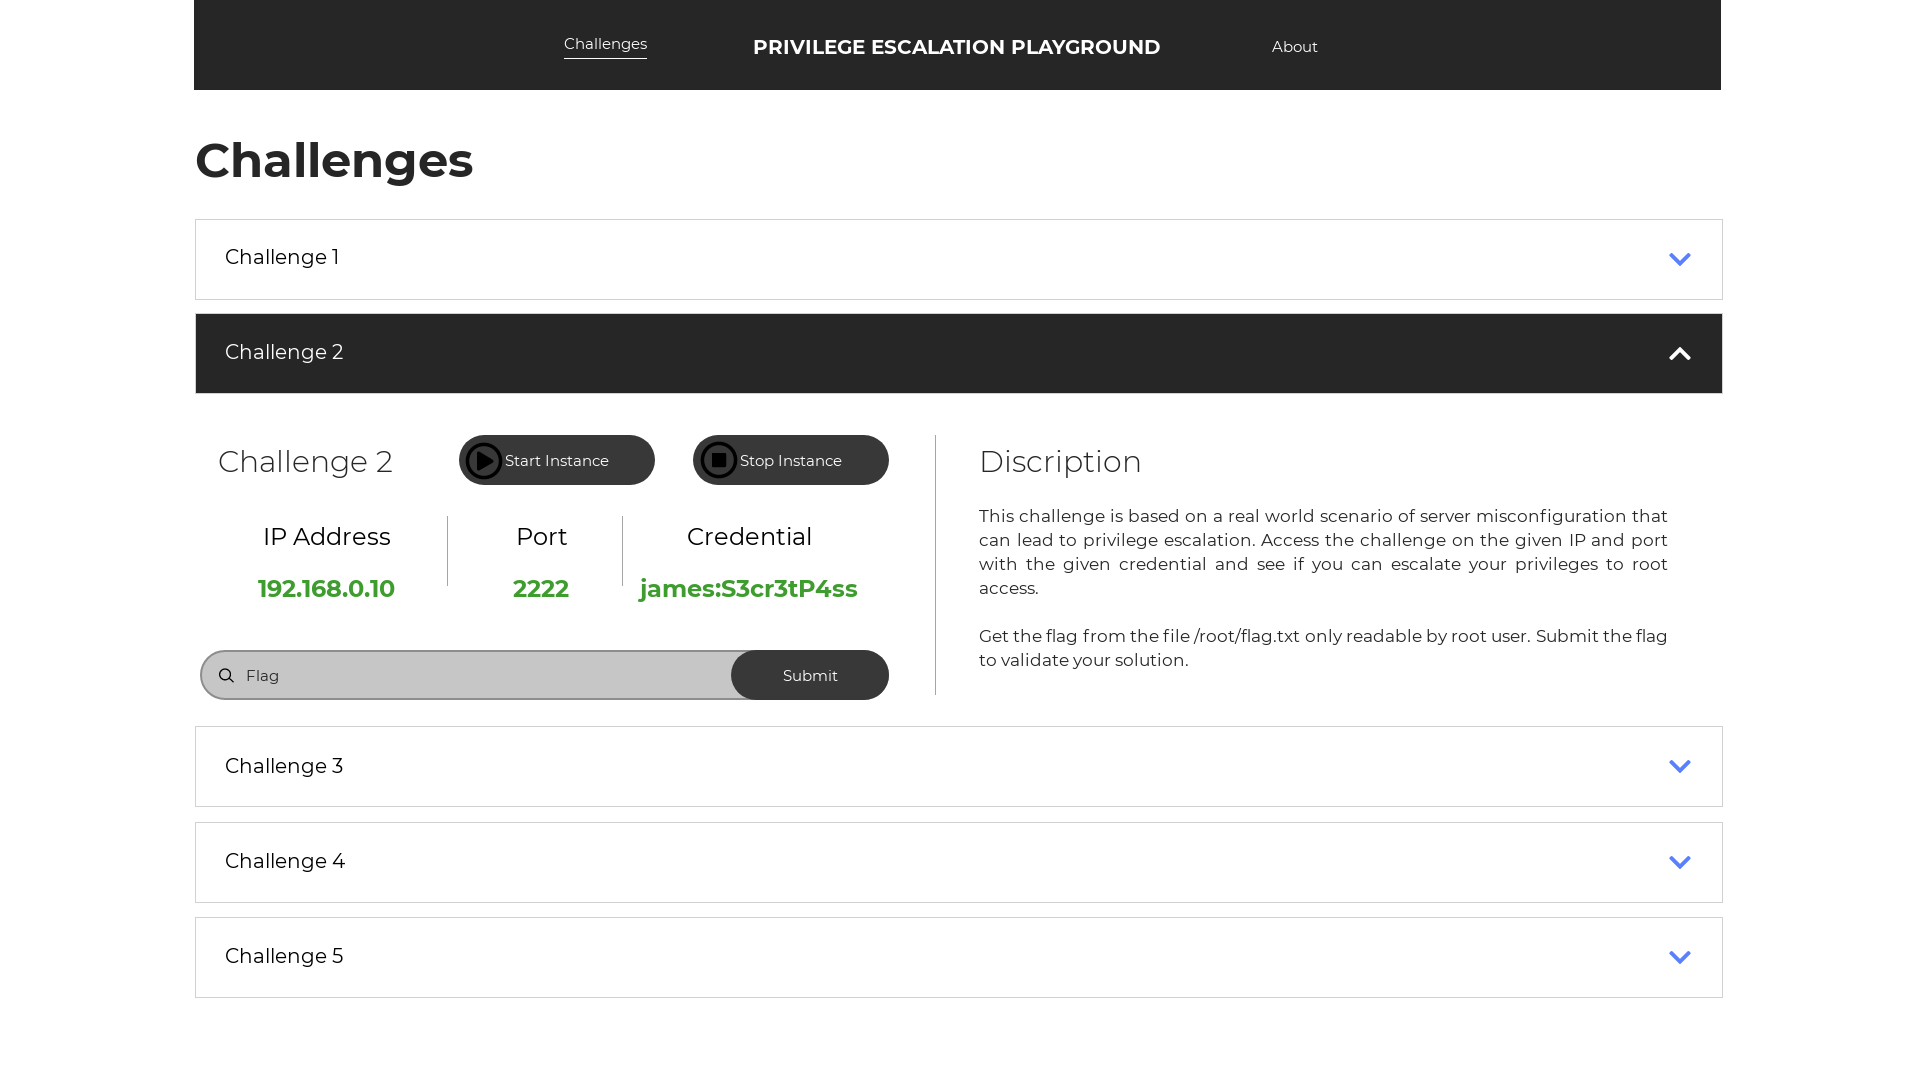 Challenges
PRIVILEGE ESCALATION PLAYGROUND
About
Challenges
Challenge 1
Challenge 2
Challenge 2
Start Instance
Stop Instance
IP Address
Port
Credential
192.168.0.10
2222
james:S3cr3tP4ss
Flag
Submit
Discription
This challenge is based on a real world scenario of server misconfiguration that
can lead to privilege escalation. Access the challenge on the given IP and port
with the given credential and see if you can escalate your privileges to root
access.
Get the flag from the file /root/flag.txt only readable by root user. Submit the flag
to validate your solution.
Challenge 3
Challenge 4
Challenge 5